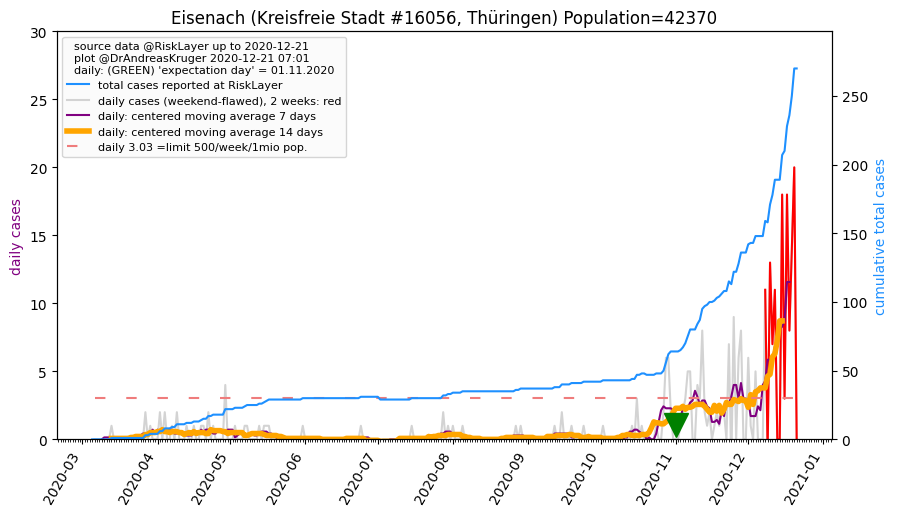 Eisenach (Kreisfreie Stadt #16056, Thüringen) Population=42370
source data @RiskLayer up to 2020-12-21
plot @DrAndreasKruger 2020-12-21 07:01
daily: (GREEN) 'expectation day' = 01.11.2020
total cases reported at RiskLayer
daily cases (weekend-flawed), 2 weeks: red
daily: centered moving average 7 days
daily: centered moving average 14 days
daily 3.03 =limit 500/week/1mio pop.
daily cases
30
25
20
15
10
5
0
cumulative total cases
250
200
150
100
50
0
2020-03
2020-04
2020-05
2020-06
2020-07
2020-08
2020-09
2020-10
2020-11
2020-12
2021-01